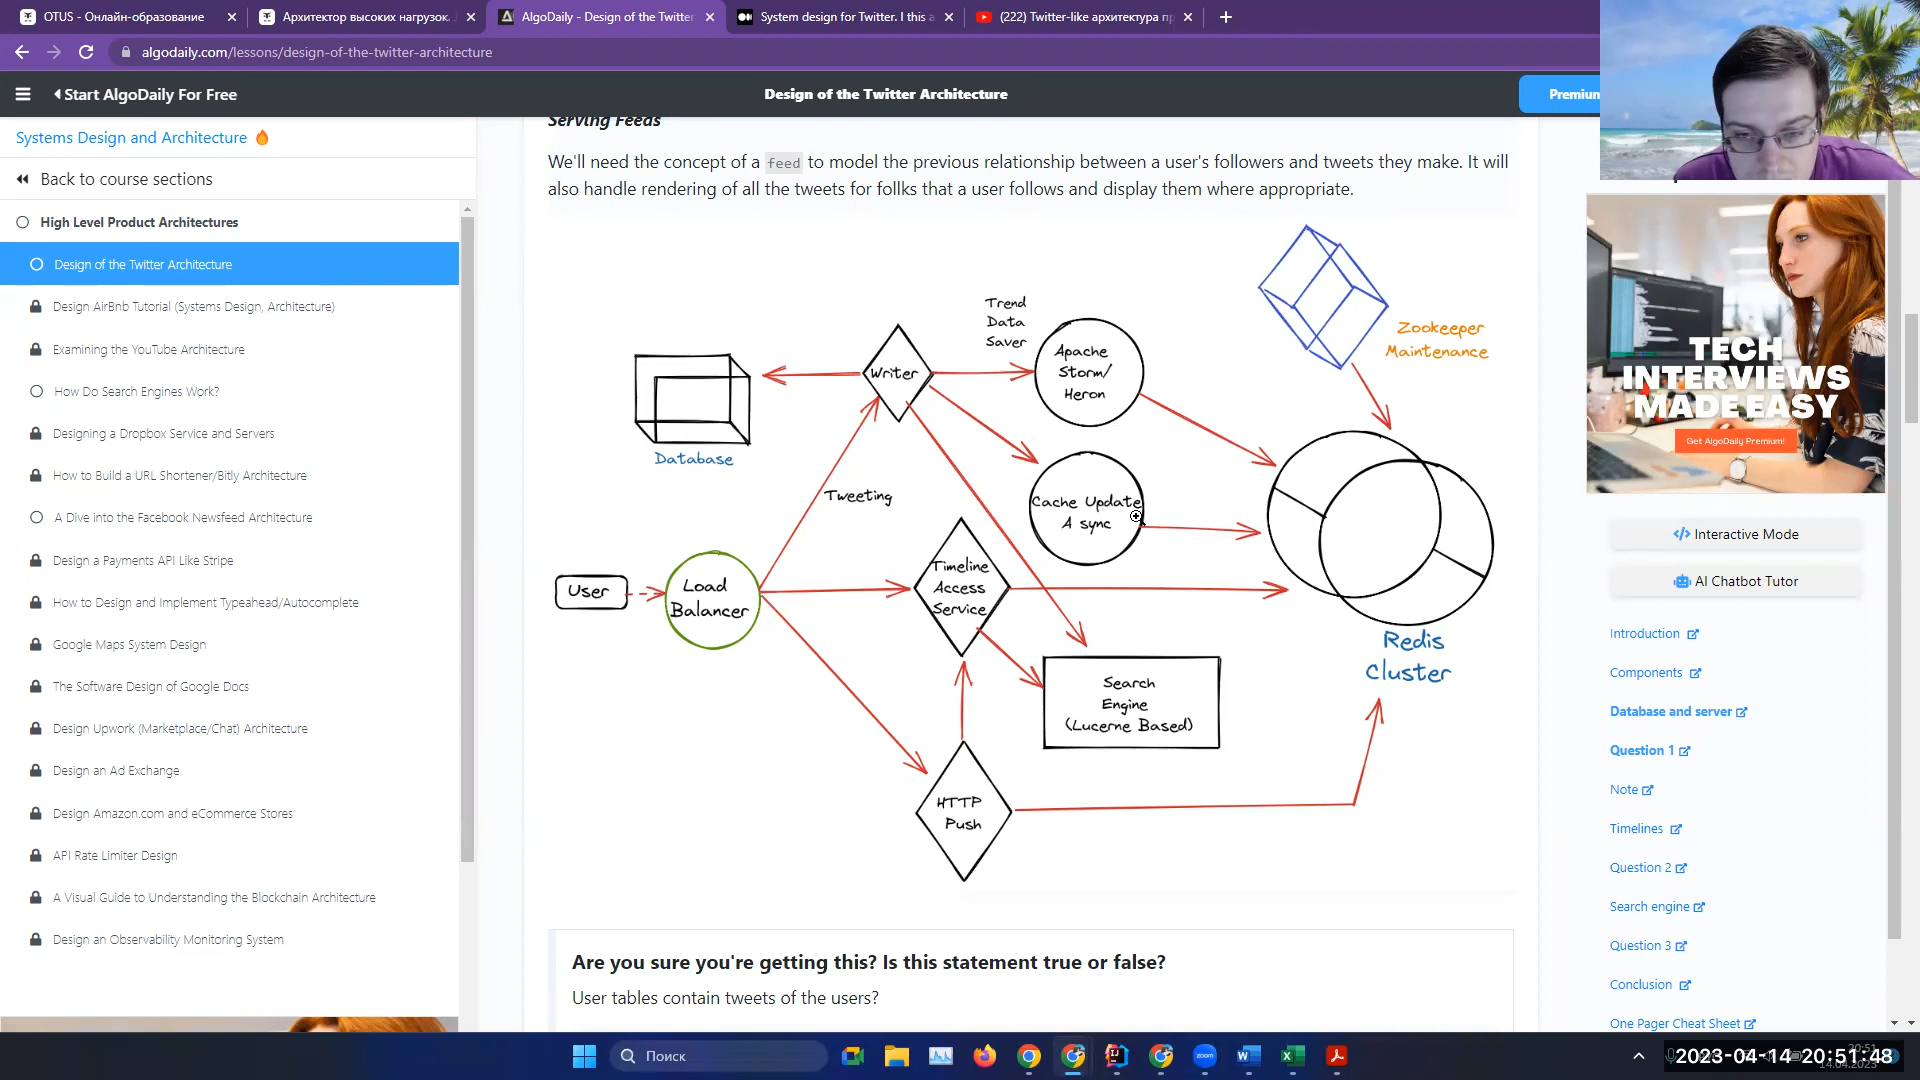 OTUS - Онлайн-образование
Архитектор высоких нагрузок.
AlgoDaily - Design of the Twitter
System design for Twitter. I this a
(222) Twitter-like архитектура п
algodaily.com/lessons/design-of-the-twitter-architecture
Start AlgoDaily For Free
Design of the Twitter Architecture
Premium
Systems Design and Architecture
Back to course sections
High Level Product Architectures
Design of the Twitter Architecture
Design AirBnb Tutorial (Systems Design, Architecture)
Examining the YouTube Architecture
How Do Search Engines Work?
Designing a Dropbox Service and Servers
How to Build a URL Shortener/Bitly Architecture
A Dive into the Facebook Newsfeed Architecture
Design a Payments API Like Stripe
How to Design and Implement Typeahead/Autocomplete
Google Maps System Design
The Software Design of Google Docs
Design Upwork (Marketplace/Chat) Architecture
Design an Ad Exchange
Design Amazon.com and eCommerce Stores
API Rate Limiter Design
A Visual Guide to Understanding the Blockchain Architecture
Design an Observability Monitoring System
Serving Feeds
We'll need the concept of a feed to model the previous relationship between a user's followers and tweets they make. It will
also handle rendering of all the tweets for follks that a user follows and display them where appropriate.
Trend
Data
Saver
Apache
Storm/
Heron
Zookeeper
Maintenance
Writer
Database
Tweeting
Cache Update
A sync
Timeline
Access
Service
User
Load
Balancer
Redis
Cluster
Search
Engine
(Lucerne Based)
HTTP
Push
Are you sure you're getting this? Is this statement true or false?
User tables contain tweets of the users?
TECH
INTERVIEWS
MADE EASY
Get AlgoDaily Premium!
Interactive Mode
AI Chatbot Tutor
Introduction
Components
Database and server
Question 1
Note
Timelines
Question 2
Search engine
Question 3
Conclusion
One Pager Cheat Sheet
Поиск
zoom
2023-04-14 20:51:48